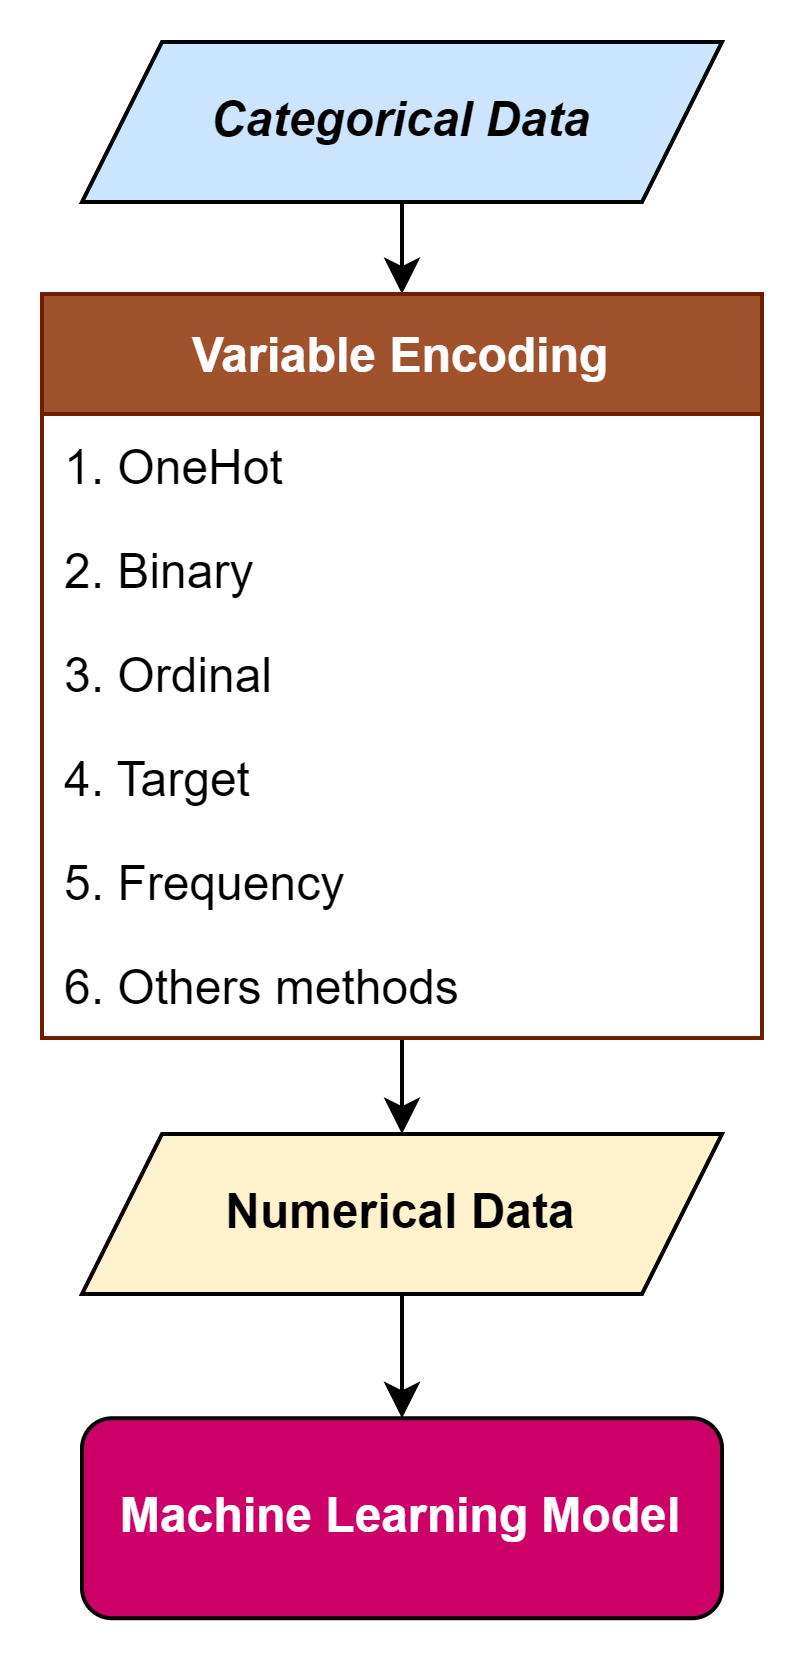 Categorical Data
Variable Encoding
1. OneHot
2. Binary
3. Ordinal
4. Target
5. Frequency
6. Others methods
Numerical Data
Machine Learning Model